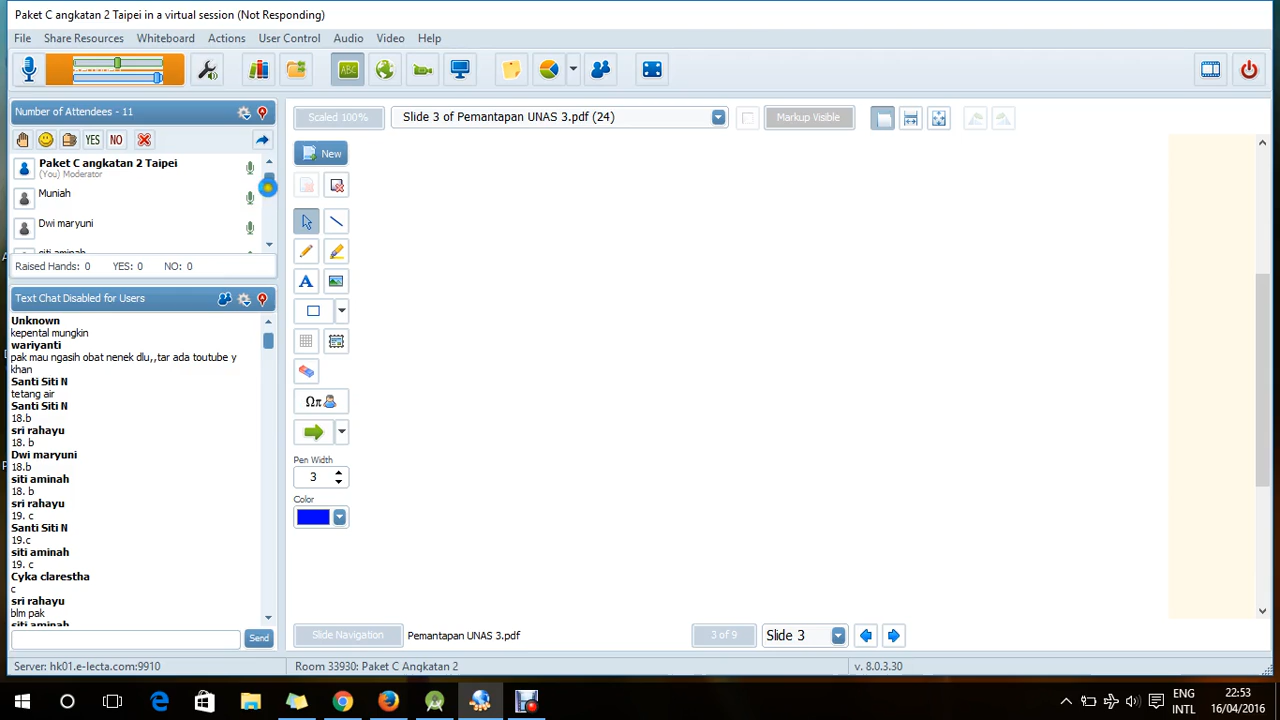 Paket C angkatan 2 Taipei in a virtual session (Not Responding)
File Share Resources Whiteboard Actions User Control Audio Video Help
ABC
Number of Attendees - 11
YES NO
Paket C angkatan 2 Taipei
(You) Moderator
Muniah
Dwi maryuni
siti aminah
Raised Hands: 0 YES: 0 NO: 0
Text Chat Disabled for Users
Unknown
kepental mungkin
wariyanti
pak mau ngasih obat nenek dlu,,tar ada toutube y
khan
Santi Siti N
tetang air
Santi Siti N
18.b
sri rahayu
18. b
Dwi maryuni
18.b
siti aminah
18. b
sri rahayu
19. c
Santi Siti N
19.c
siti aminah
19. c
Cyka clarestha
c
sri rahayu
blm pak
siti aminah
Send
Scaled 100% Slide 3 of Pemantapan UNAS 3.pdf (24) Markup Visible
New
A
Ωπ
Pen Width
3
Color
Slide Navigation Pemantapan UNAS 3.pdf 3 of 9 Slide 3
Server: hk01.e-lecta.com:9910 Room 33930: Paket C Angkatan 2 v. 8.0.3.30
ENG
INTL
22:53
16/04/2016